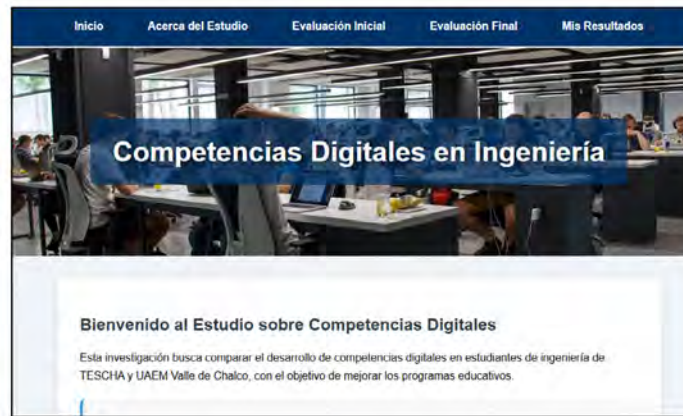 Inicio Acerca del Estudio Evaluación Inicial Evaluación Final Mis Resultados
Competencias Digitales en Ingeniería
Bienvenido al Estudio sobre Competencias Digitales
Esta investigación busca comparar el desarrollo de competencias digitales en estudiantes de ingeniería de
TESCHA y UAEM Valle de Chalco, con el objetivo de mejorar los programas educativos.